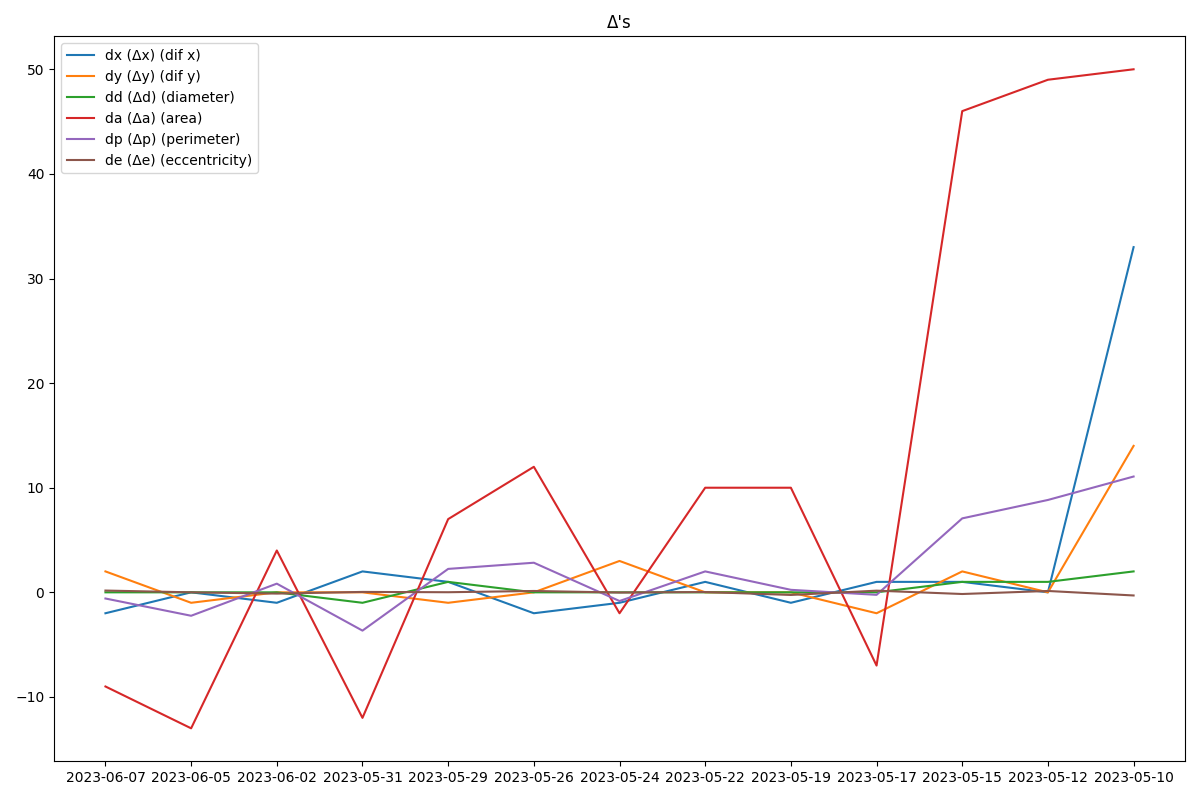 Δ's
dx (Δx) (dif x)
dy (Δy) (dif y)
dd (Δd) (diameter)
da (Δa) (area)
dp (Δp) (perimeter)
de (Δe) (eccentricity)
50
40
30
20
10
0
−10
2023-06-07 2023-06-05 2023-06-02 2023-05-31 2023-05-29 2023-05-26 2023-05-24 2023-05-22 2023-05-19 2023-05-17 2023-05-15 2023-05-12 2023-05-10